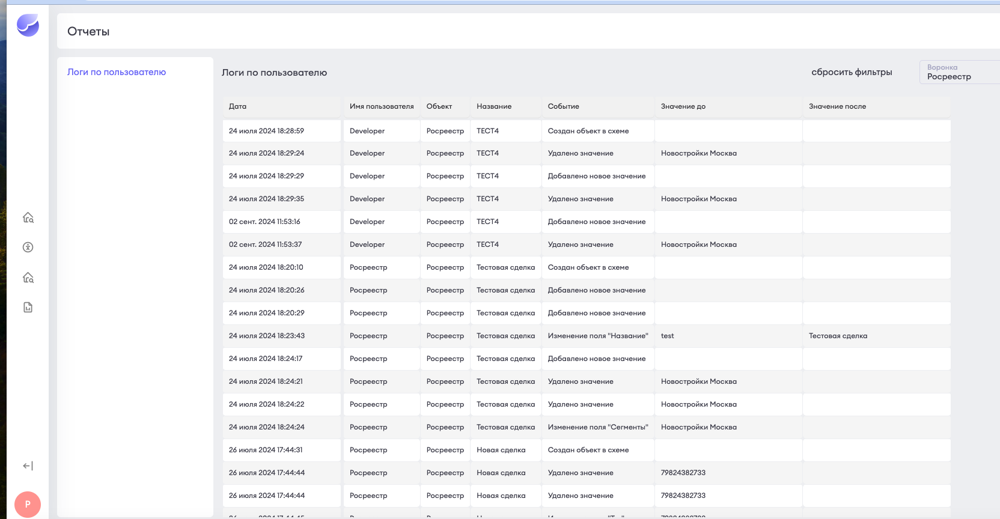 Отчеты
Логи по пользователю
Логи по пользователю
сбросить фильтры
Воронка
Росреестр
Дата Имя пользователя Объект Название Событие Значение до Значение после
24 июля 2024 18:28:59 Developer Росреестр ТЕСТ4 Создан объект в схеме
24 июля 2024 18:29:24 Developer Росреестр ТЕСТ4 Удалено значение Новостройки Москва
24 июля 2024 18:29:29 Developer Росреестр ТЕСТ4 Добавлено новое значение
24 июля 2024 18:29:35 Developer Росреестр ТЕСТ4 Удалено значение Новостройки Москва
02 сент. 2024 11:53:16 Developer Росреестр ТЕСТ4 Добавлено новое значение
02 сент. 2024 11:53:37 Developer Росреестр ТЕСТ4 Удалено значение Новостройки Москва
24 июля 2024 18:20:10 Росреестр Росреестр Тестовая сделка Создан объект в схеме
24 июля 2024 18:20:26 Росреестр Росреестр Тестовая сделка Добавлено новое значение
24 июля 2024 18:20:29 Росреестр Росреестр Тестовая сделка Добавлено новое значение
24 июля 2024 18:23:43 Росреестр Росреестр Тестовая сделка Изменение поля "Название" test Тестовая сделка
24 июля 2024 18:24:17 Росреестр Росреестр Тестовая сделка Добавлено новое значение
24 июля 2024 18:24:21 Росреестр Росреестр Тестовая сделка Удалено значение Новостройки Москва
24 июля 2024 18:24:22 Росреестр Росреестр Тестовая сделка Удалено значение Новостройки Москва
24 июля 2024 18:24:24 Росреестр Росреестр Тестовая сделка Изменение поля "Сегменты" Новостройки Москва
26 июля 2024 17:44:31 Росреестр Росреестр Новая сделка Создан объект в схеме
26 июля 2024 17:44:44 Росреестр Росреестр Новая сделка Удалено значение 79824382733
26 июля 2024 17:44:44 Росреестр Росреестр Новая сделка Удалено значение 79824382733
Р